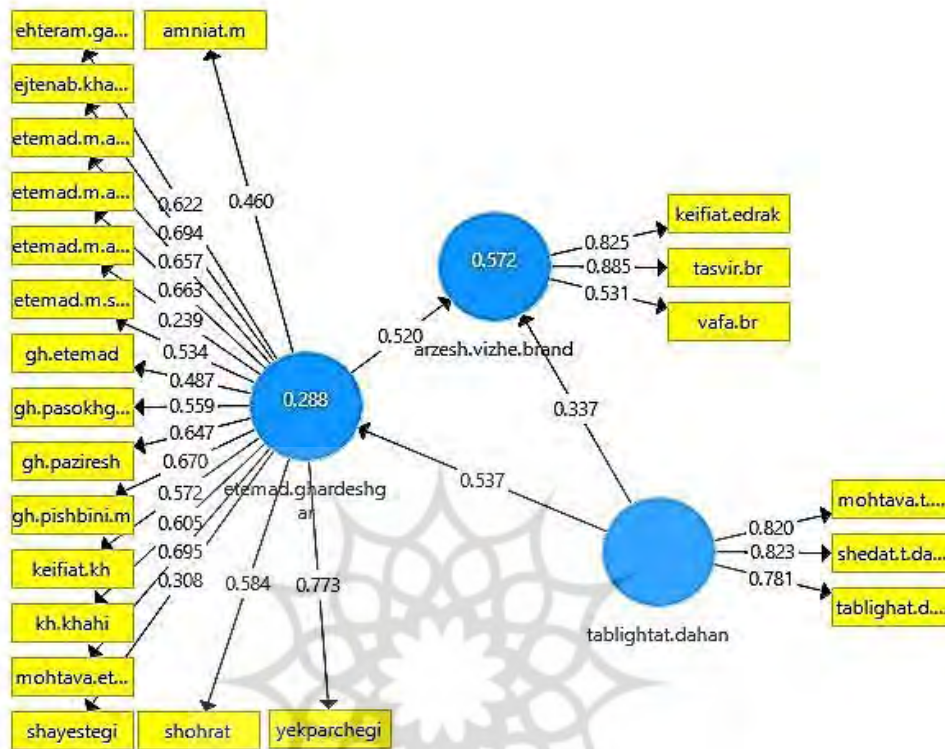 ehteram.ga...
amniat.m
ejtenab.kha...
etemad.m.a...
etemad.m.a...
etemad.m.a...
etemad.m.s...
gh.etemad
gh.pasokhg...
gh.paziresh
gh.pishbini.m
keifiat.kh
kh.khahi
mohtava.et...
shayestegi
shohrat
yekparchegi
0.622
0.694
0.657
0.663
0.239
0.534
0.487
0.559
0.647
0.670
0.572
0.605
0.695
0.308
0.460
0.584
0.773
0.288
etemad.ghardeshg
ar
0.520
0.572
arzesh.vizhe.brand
0.825
0.885
0.531
keifiat.edrak
tasvir.br
vafa.br
0.337
0.537
tablightat.dahan
0.820
0.823
0.781
mohtava.t....
shedat.t.da...
tablighat.d....